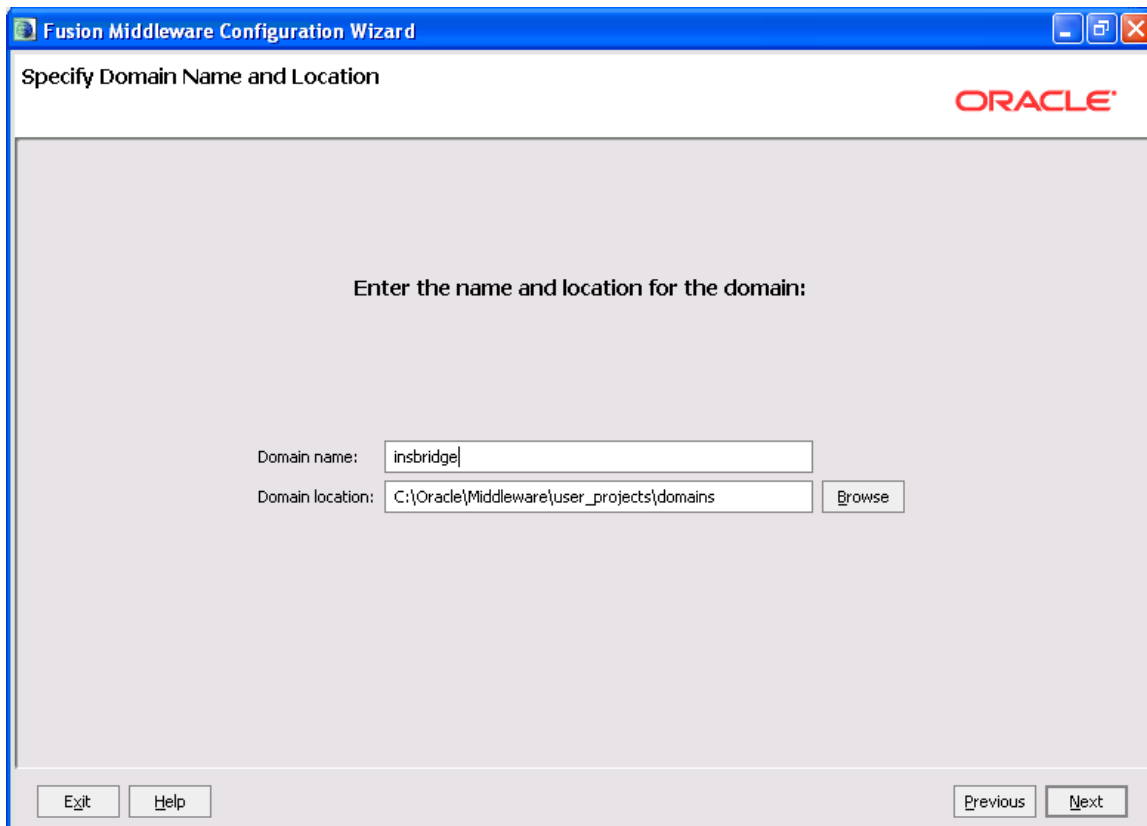 Fusion Middleware Configuration Wizard
Specify Domain Name and Location
ORACLE
Enter the name and location for the domain:
Domain name: insbridge
Domain location: C:\Oracle\Middleware\user_projects\domains Browse
Exit Help Previous Next